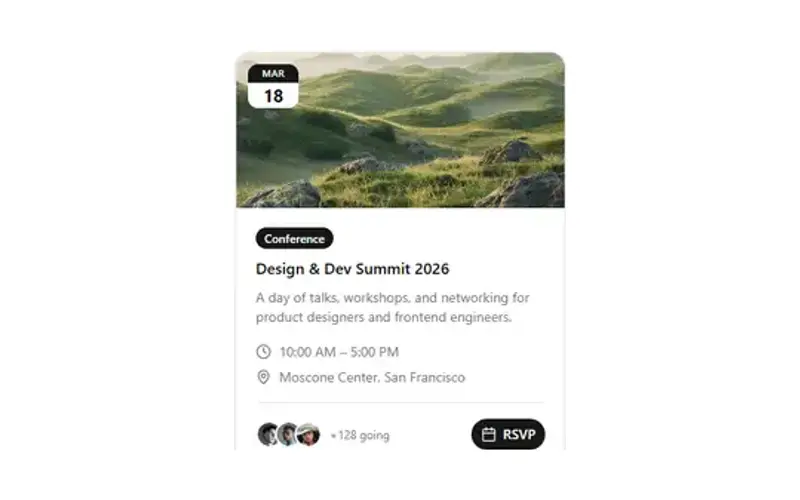 MAR
18
Conference
Design & Dev Summit 2026
A day of talks, workshops, and networking for
product designers and frontend engineers.
10:00 AM – 5:00 PM
Moscone Center, San Francisco
+128 going
RSVP